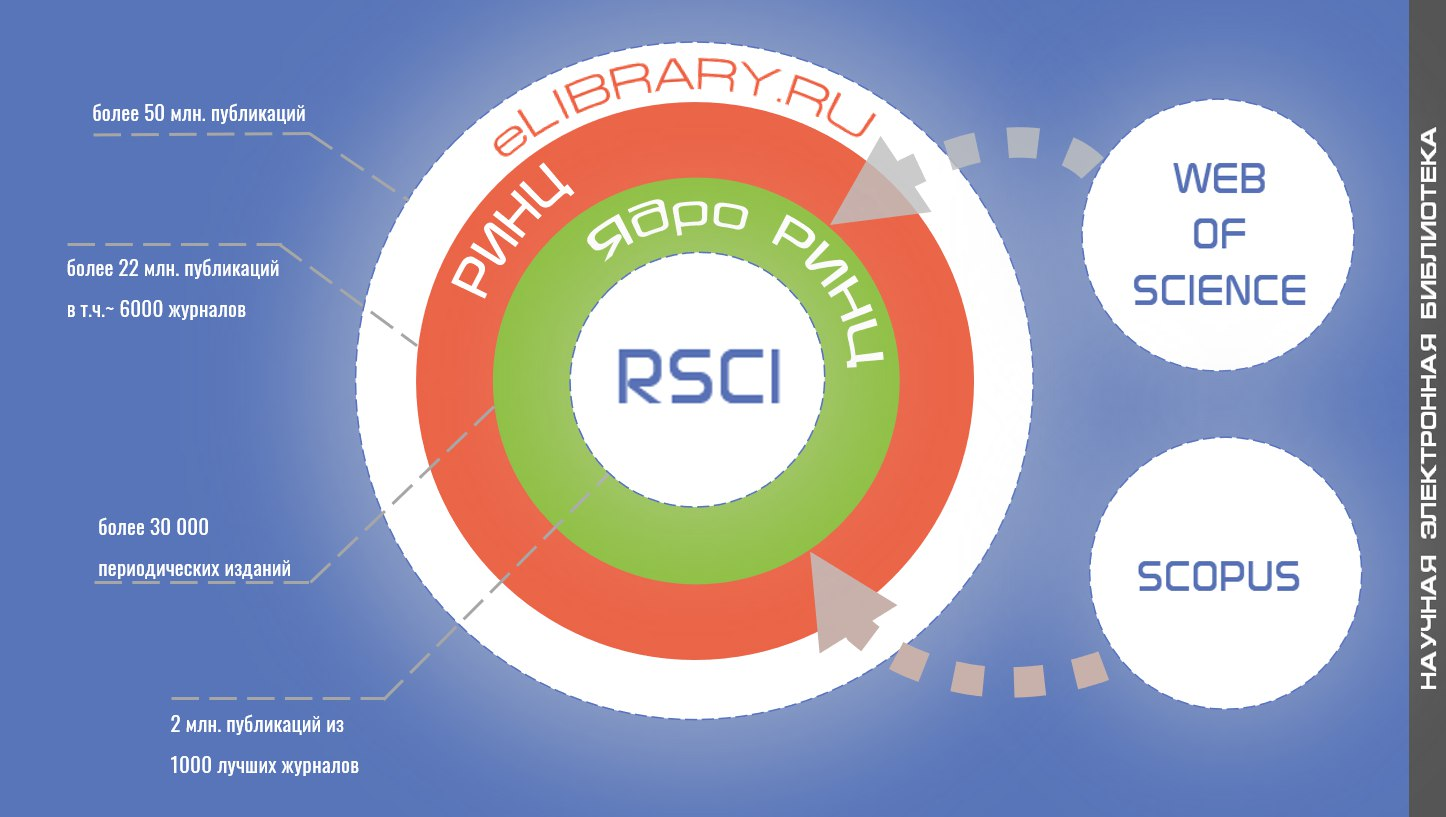 более 50 млн. публикаций
более 22 млн. публикаций
в т.ч.~ 6000 журналов
более 30 000
периодических изданий
2 млн. публикаций из
1000 лучших журналов
eLIBRARY.RU
РИНЦ
Ядро РИНЦ
RSCI
WEB
OF
SCIENCE
SCOPUS
НАУЧНАЯ ЭЛЕКТРОННАЯ БИБЛИОТЕКА